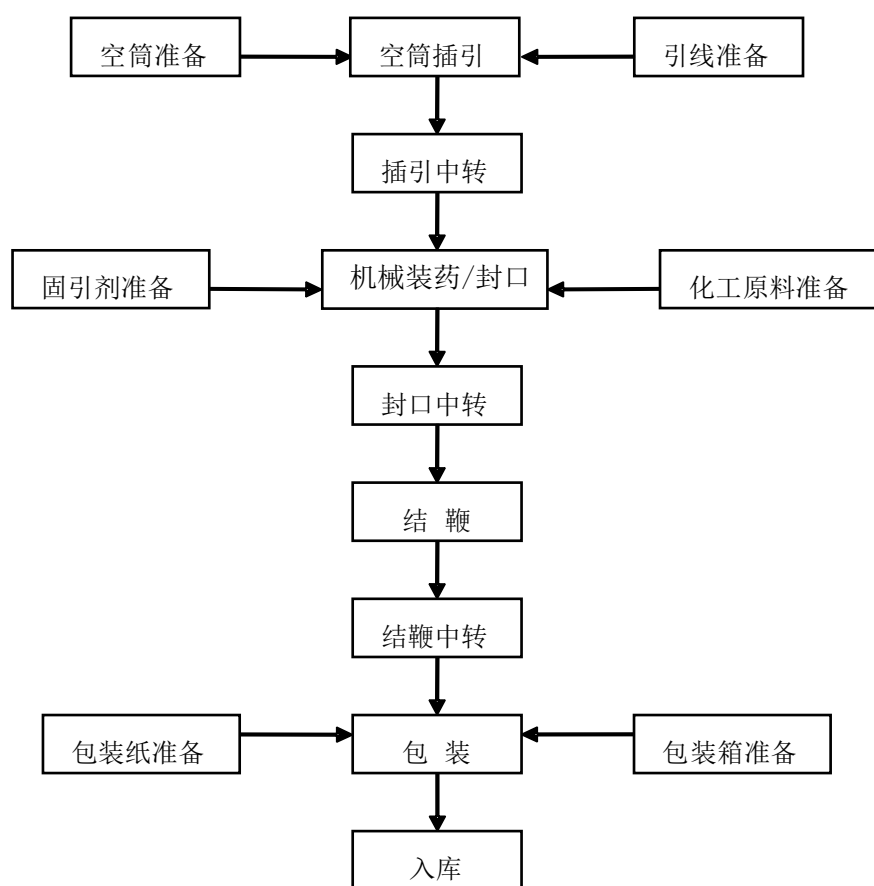 空筒准备
空筒插引
引线准备
插引中转
固引剂准备
机械装药/封口
化工原料准备
封口中转
结 鞭
结鞭中转
包装纸准备
包 装
包装箱准备
入库